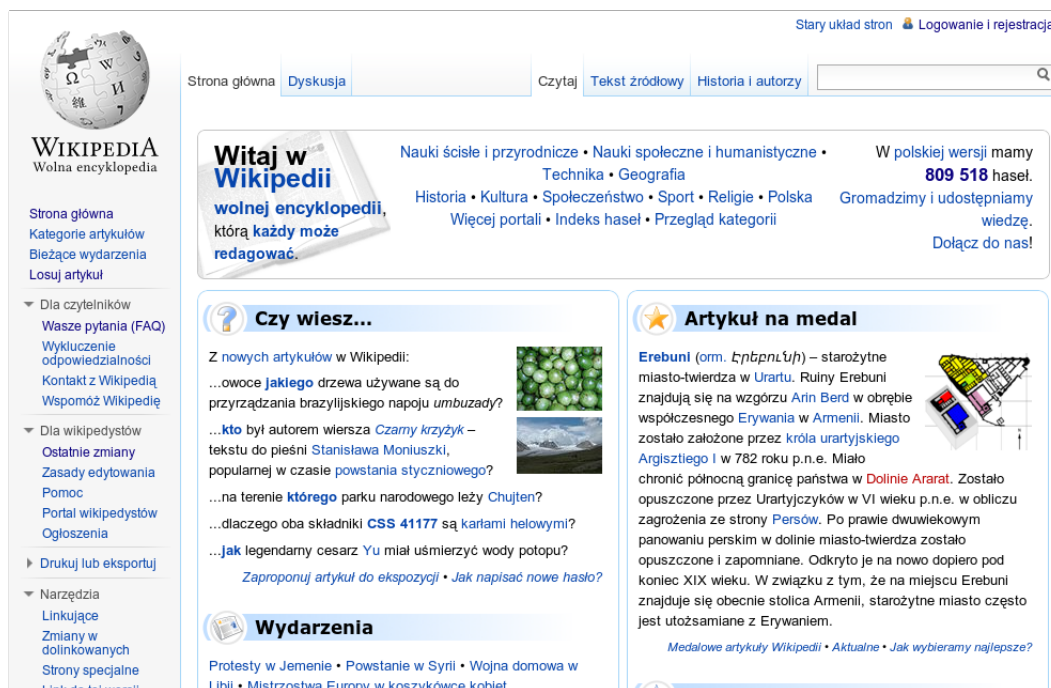 Stary układ stron Logowanie i rejestracja
Strona główna Dyskusja Czytaj Tekst źródłowy Historia i autorzy
WIKIPEDIA
Wolna encyklopedia
Strona główna
Kategorie artykułów
Bieżące wydarzenia
Losuj artykuł
Dla czytelników
Wasze pytania (FAQ)
Wykluczenie
odpowiedzialności
Kontakt z Wikipedią
Wspomóż Wikipedię
Dla wikipedystów
Ostatnie zmiany
Zasady edytowania
Pomoc
Portal wikipedystów
Ogłoszenia
Drukuj lub eksportuj
Narzędzia
Linkujące
Zmiany w
dolinkowanych
Strony specjalne
Witaj w
Wikipedii
wolnej encyklopedii,
którą każdy może
redagować.
Nauki ścisłe i przyrodnicze • Nauki społeczne i humanistyczne •
Technika • Geografia
Historia • Kultura • Społeczeństwo • Sport • Religie • Polska
Więcej portali • Indeks haseł • Przegląd kategorii
W polskiej wersji mamy
809 518 haseł.
Gromadzimy i udostępniamy
wiedzę.
Dołącz do nas!
Czy wiesz...
Z nowych artykułów w Wikipedii:
...owoce jakiego drzewa używane są do
przyrządzania brazylijskiego napoju umbuzady?
...kto był autorem wiersza Czarny krzyżyk –
tekstu do pieśni Stanisława Moniuszki,
popularnej w czasie powstania styczniowego?
...na terenie którego parku narodowego leży Chujten?
...dlaczego oba składniki CSS 41177 są karłami helowymi?
...jak legendarny cesarz Yu miał uśmierzyć wody potopu?
Zaproponuj artykuł do ekspozycji • Jak napisać nowe hasło?
Wydarzenia
Protesty w Jemenie • Powstanie w Syrii • Wojna domowa w
Libii • Mistrzostwa Europy w koszykówce kobiet
Artykuł na medal
Erebuni (orm. Էրեբունի) – starożytne
miasto-twierdza w Urartu. Ruiny Erebuni
znajdują się na wzgórzu Arin Berd w obrębie
współczesnego Erywania w Armenii. Miasto
zostało założone przez króla urartyjskiego
Argisztiego I w 782 roku p.n.e. Miało
chronić północną granicę państwa w Dolinie Ararat. Zostało
opuszczone przez Urartyjczyków w VI wieku p.n.e. w obliczu
zagrożenia ze strony Persów. Po prawie dwuwiekowym
panowaniu perskim w dolinie miasto-twierdza zostało
opuszczone i zapomniane. Odkryto je na nowo dopiero pod
koniec XIX wieku. W związku z tym, że na miejscu Erebuni
znajduje się obecnie stolica Armenii, starożytne miasto często
jest utożsamiane z Erywaniem.
Medalowe artykuły Wikipedii • Aktualne • Jak wybieramy najlepsze?